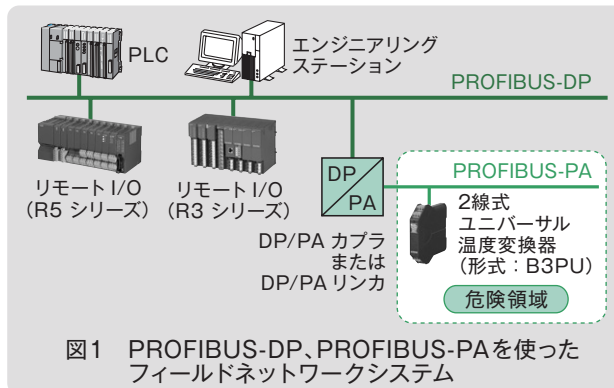 PLC
エンジニアリング
ステーション
PROFIBUS-DP
リモート I/O
(R5 シリーズ)
リモート I/O
(R3 シリーズ)
DP
PA
DP/PA カプラ
または
DP/PA リンカ
PROFIBUS-PA
2線式
ユニバーサル
温度変換器
(形式：B3PU)
危険領域
図1 PROFIBUS-DP、PROFIBUS-PAを使った
フィールドネットワークシステム